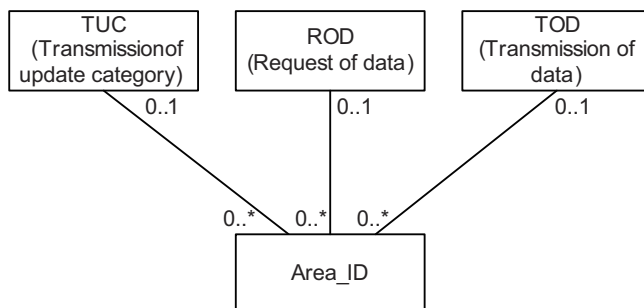 TUC
(Transmissionof
update category)
ROD
(Request of data)
TOD
(Transmission of
data)
0..1
0..1
0..1
0..*
0..*
0..*
Area_ID